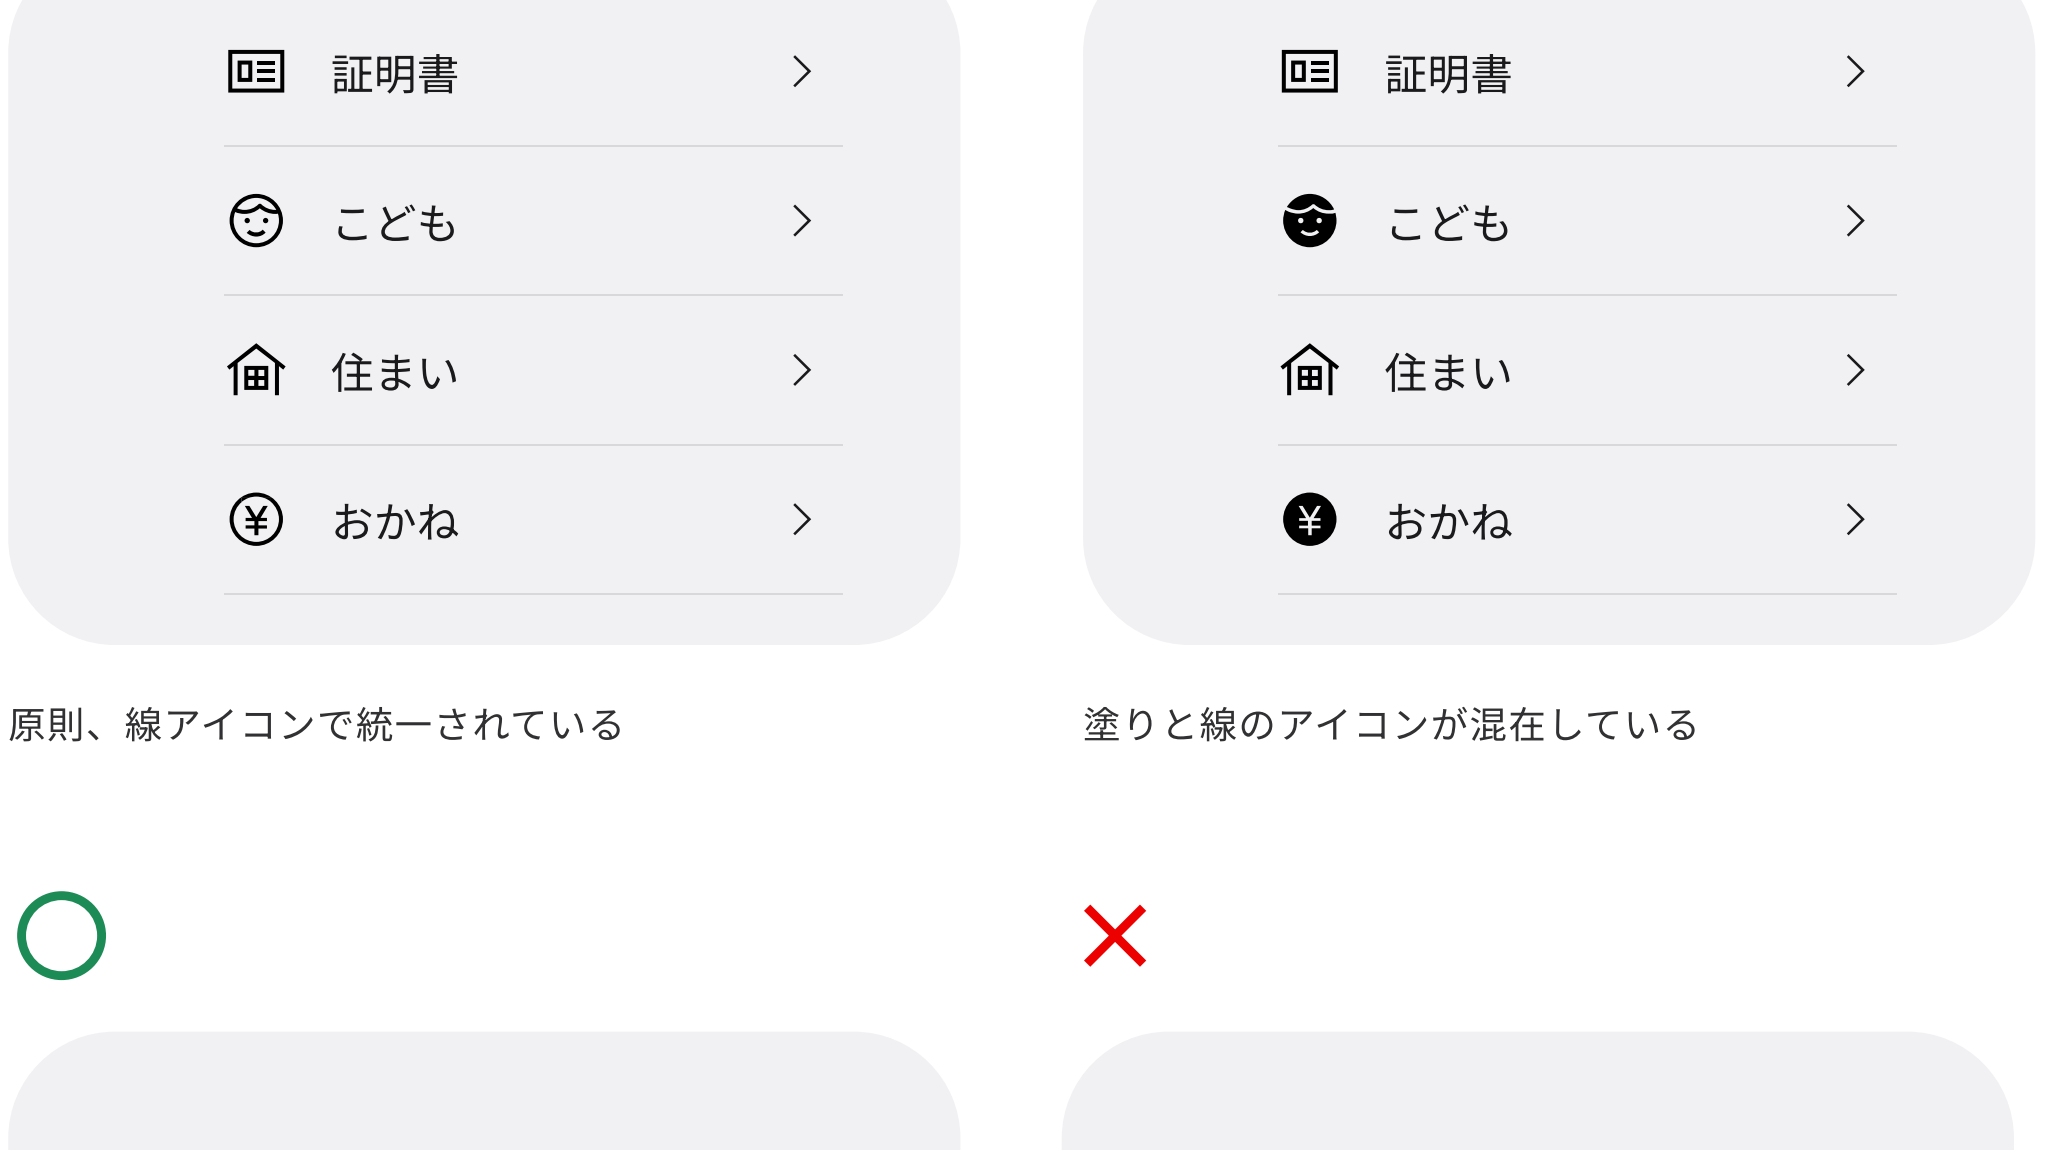 証明書
こども
住まい
おかね
原則、線アイコンで統一されている
証明書
こども
住まい
おかね
塗りと線のアイコンが混在している